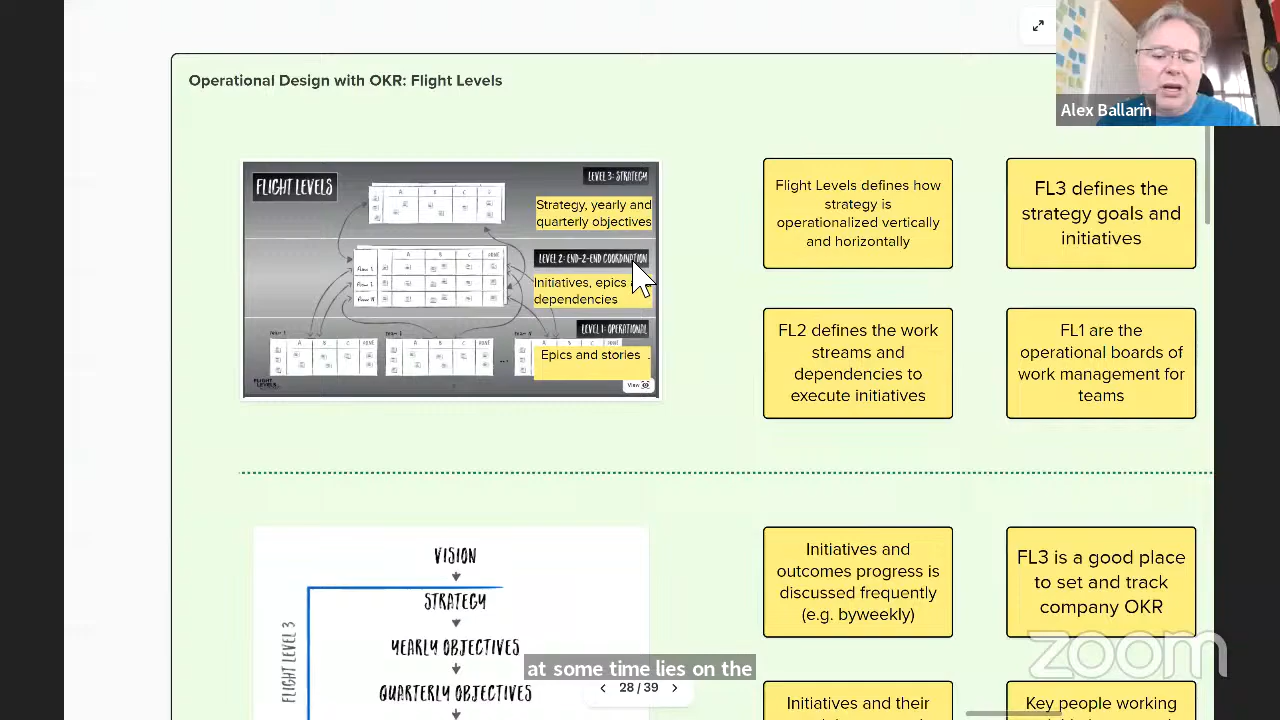 Operational Design with OKR: Flight Levels
Alex Ballarin
FLIGHT LEVELS
LEVEL 3: STRATEGY
Strategy, yearly and
quarterly objectives
LEVEL 2: END-2-END COORDINATION
Initiatives, epics
dependencies
LEVEL 1: OPERATIONAL
Epics and stories
View
FLIGHT LEVELS
Flight Levels defines how
strategy is
operationalized vertically
and horizontally
FL3 defines the
strategy goals and
initiatives
FL2 defines the work
streams and
dependencies to
execute initiatives
FL1 are the
operational boards of
work management for
teams
VISION
STRATEGY
YEARLY OBJECTIVES
QUARTERLY OBJECTIVES
FLIGHT LEVEL 3
Initiatives and
outcomes progress is
discussed frequently
(e.g. byweekly)
FL3 is a good place
to set and track
company OKR
Initiatives and their
Key people working
at some time lies on the
28 / 39
zoom